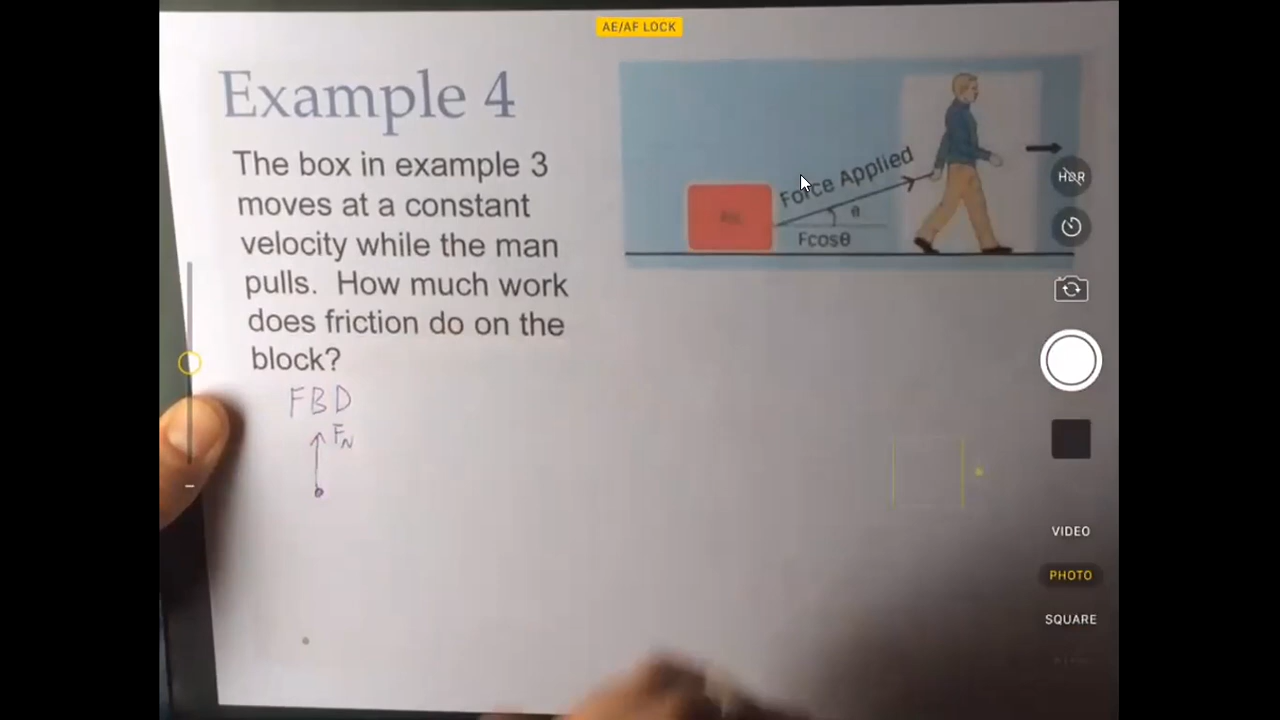 AE/AF LOCK
Example 4
The box in example 3
moves at a constant
velocity while the man
pulls. How much work
does friction do on the
block?
FBD
F_N
Force Applied
θ
Fcosθ
HDR
VIDEO
PHOTO
SQUARE